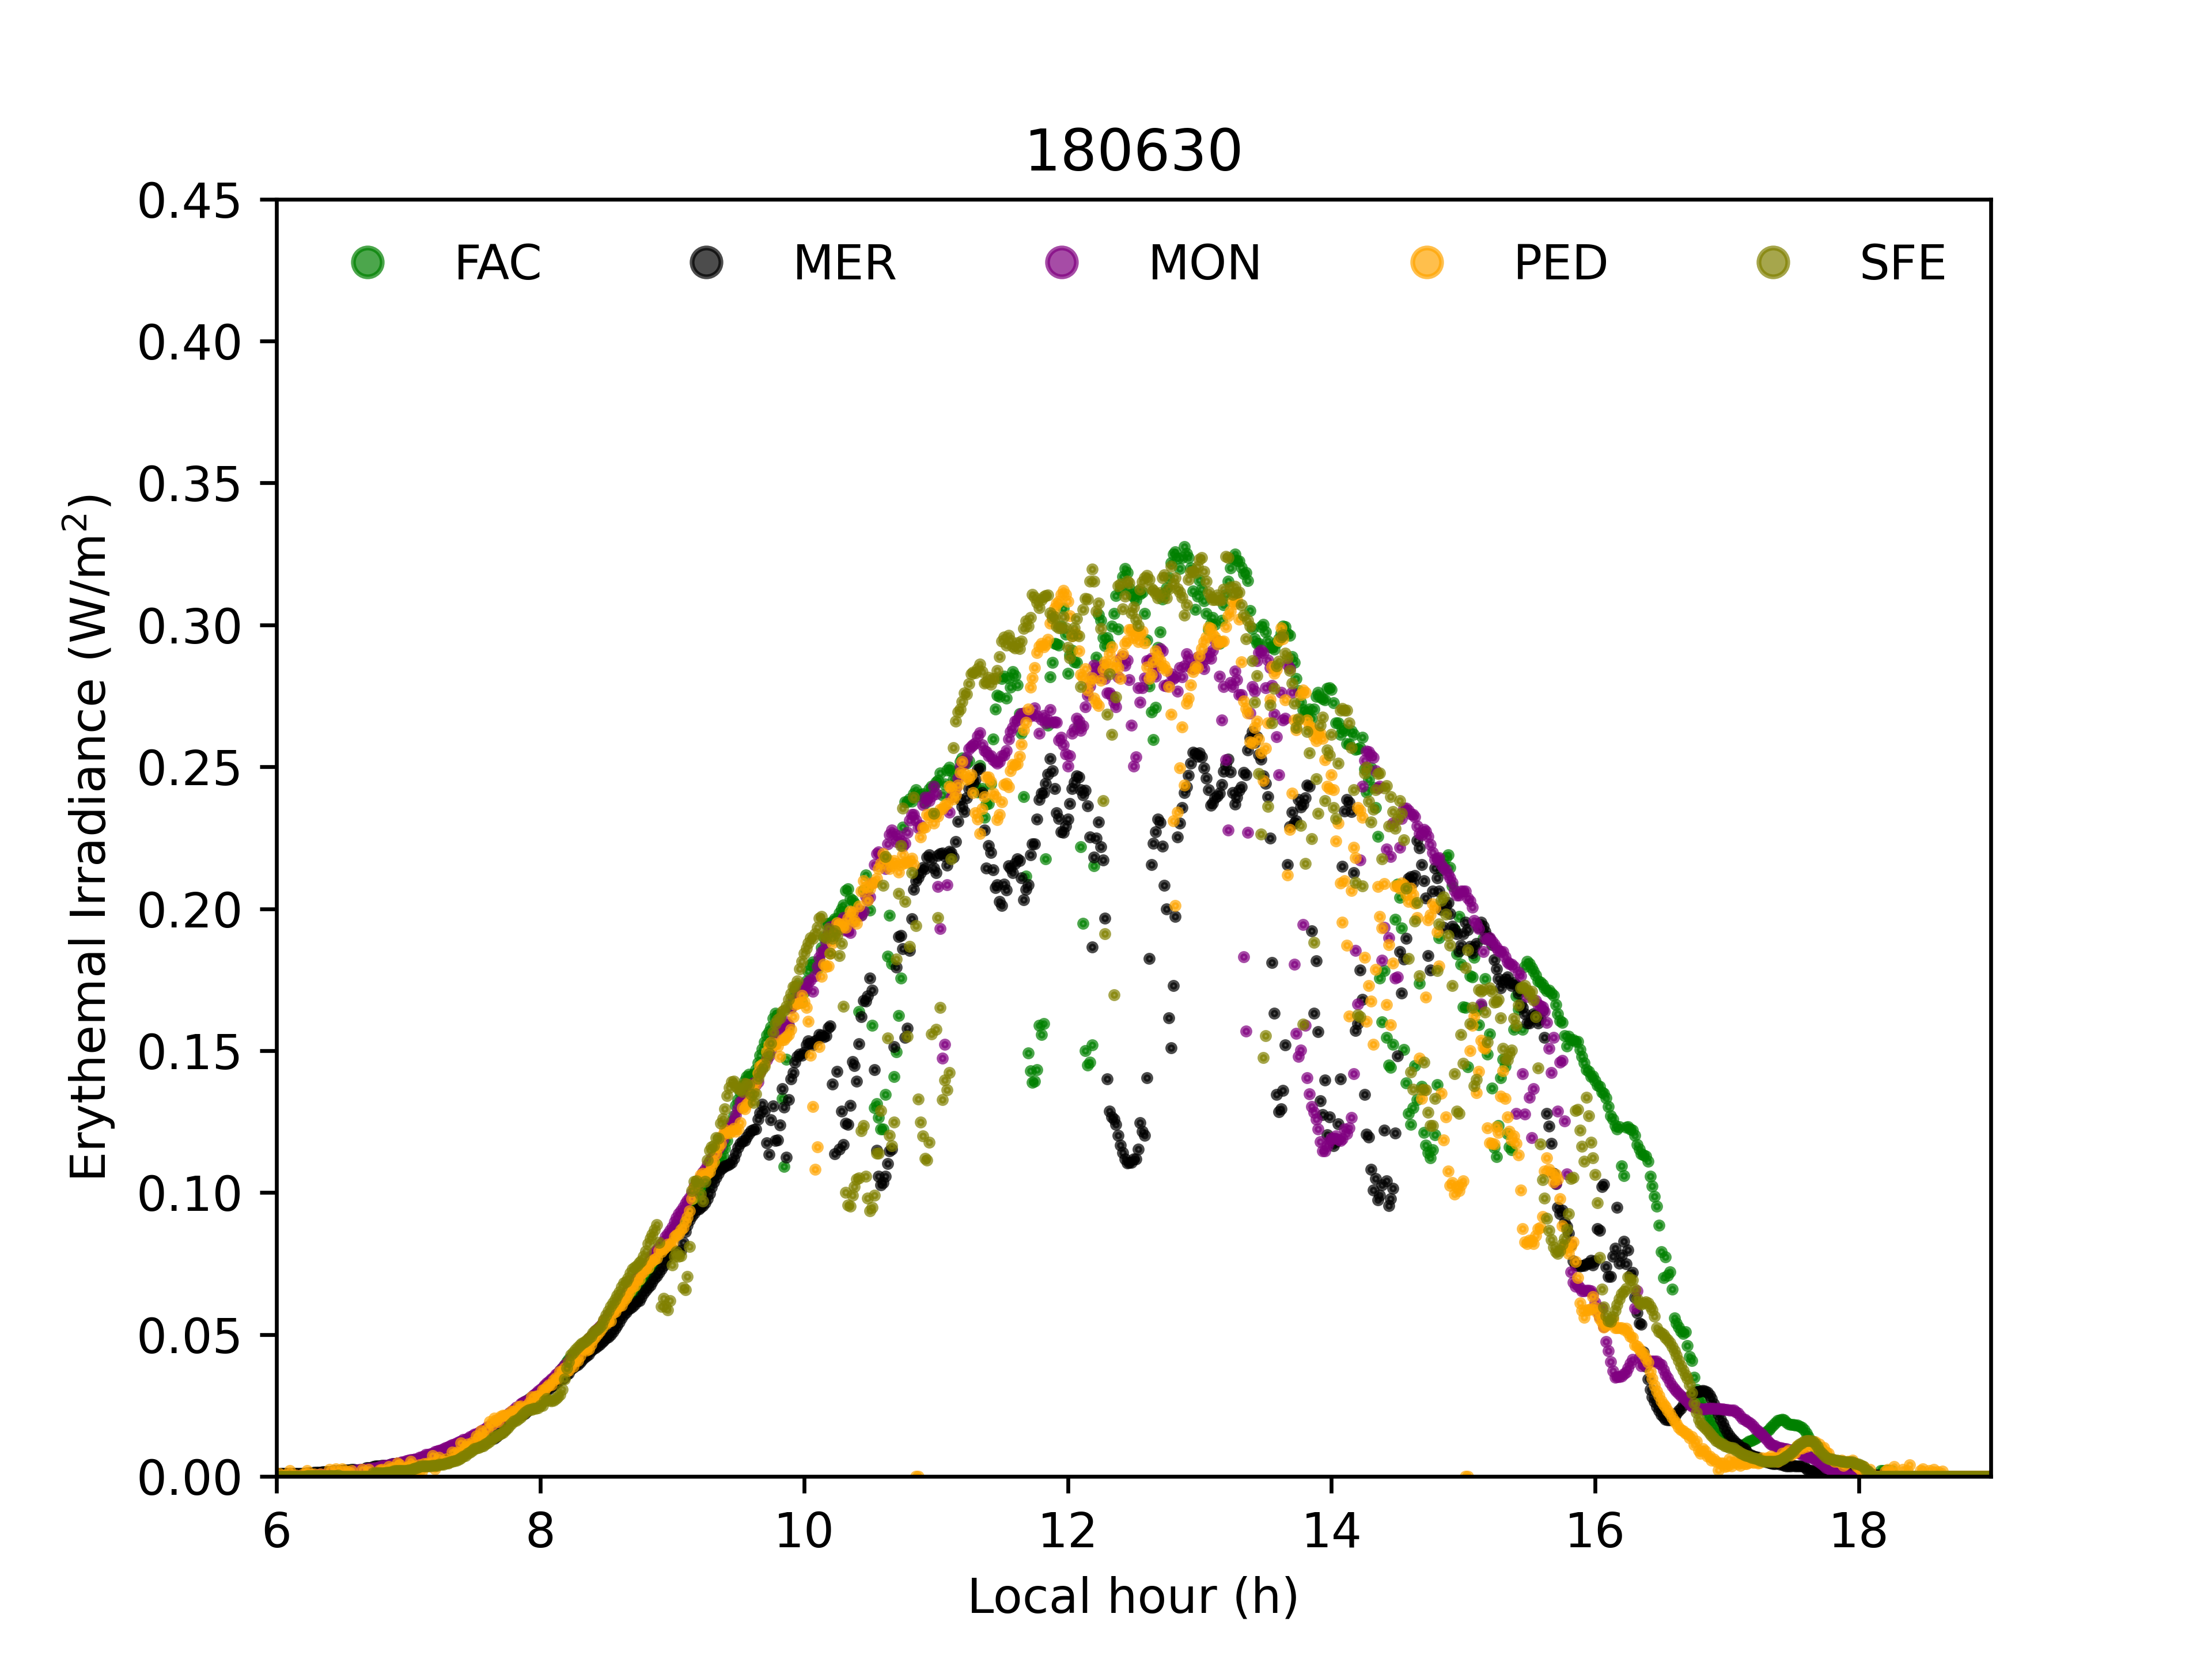 180630
FAC MER MON PED SFE
0.45
0.40
0.35
0.30
0.25
0.20
0.15
0.10
0.05
0.00
Erythemal Irradiance (W/m²)
6 8 10 12 14 16 18
Local hour (h)